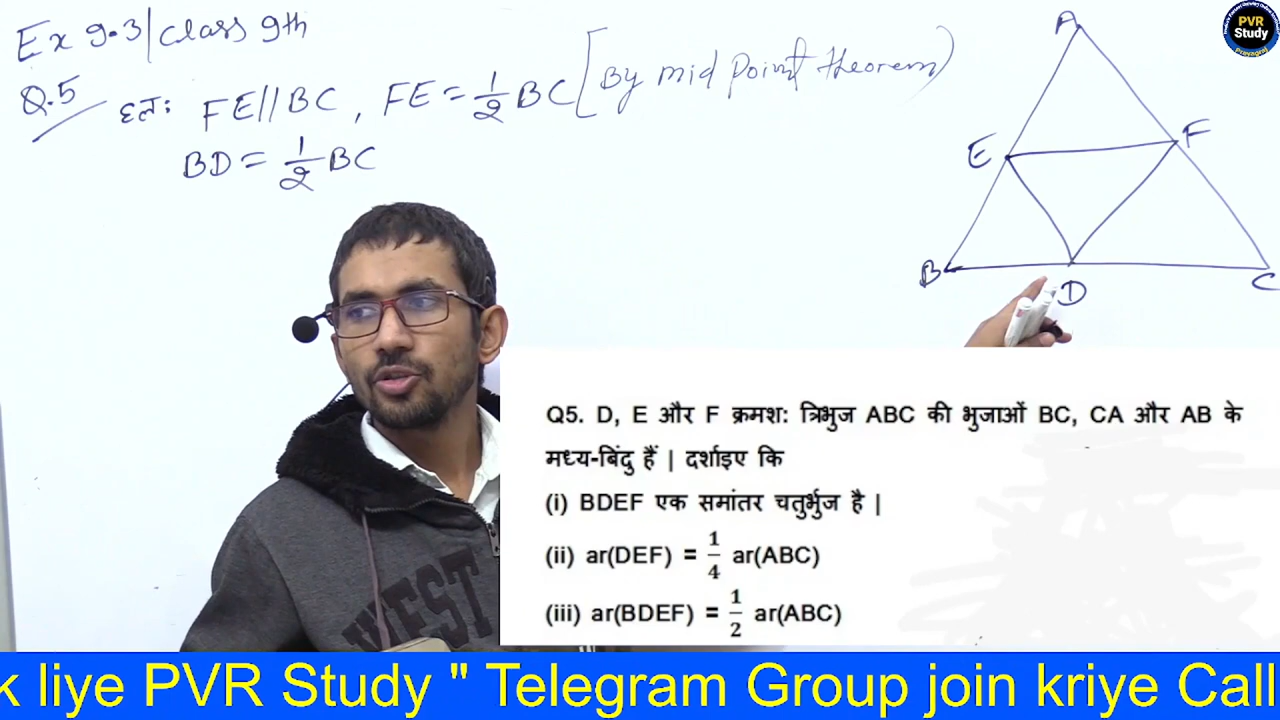 Ex 9.3| Class 9th
Q.5
हल: FE||BC, FE = 1/2 BC [By mid point theorem)
BD = 1/2 BC
A
E
F
B
D
C
PVR
Study
WEST
Q5. D, E और F क्रमश: त्रिभुज ABC की भुजाओं BC, CA और AB के
मध्य-बिंदु हैं | दर्शाइए कि
(i) BDEF एक समांतर चतुर्भुज है |
(ii) ar(DEF) = 1/4 ar(ABC)
(iii) ar(BDEF) = 1/2 ar(ABC)
k liye PVR Study " Telegram Group join kriye Call